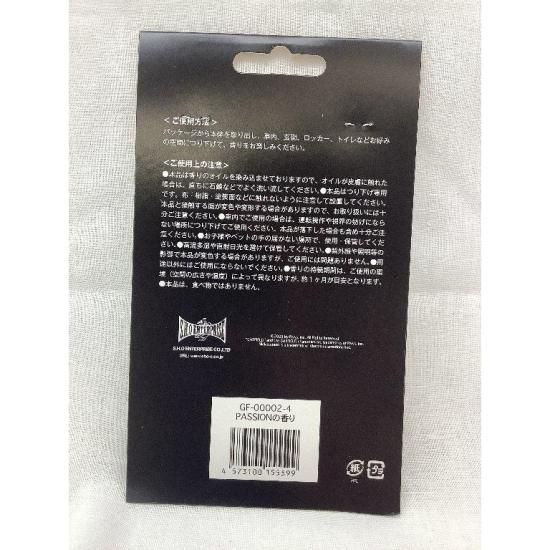 ＜ご使用方法＞
パッケージから本体を取り出し、車内、玄関、ロッカー、トイレなどお好み
の空間につり下げて、香りをお楽しみください。
＜ご使用上の注意＞
●本品は香りのオイルを染み込ませておりますので、オイルが皮膚に触れた
場合は、直ちに石鹸などでよく洗い流してください。●本品はつり下げ専用
です。布・樹脂・塗装面などに触れないように注意して設置してください。
本品と接触する面が変色や変形する場合がありますので、お取り扱いには十
分ご注意ください。●車内でご使用の場合は、運転操作や視界の妨げになら
ない場所につり下げてご使用ください。本品が落下した場合も含め十分ご注
意ください。●お子様やペットの手の届かない場所で、使用・保管してくだ
さい。●高温多湿や直射日光を避けて保管してください。●紫外線や照明等の
影響で本品が変色する場合がありますが、ご使用には問題ありません。●用
途以外にはご使用にならないでください。●香りの持続期間は、ご使用の環
境（空間の広さや温度）によって異なりますが、約1ヶ月が目安となります。
●本品は、食べ物ではありません。
S.H.O ENTERPRISE
S.H.O ENTERPRISE CO.,LTD
All Rights Reserved.
GF-00002-4
PASSIONの香り
4 573100 155599
紙